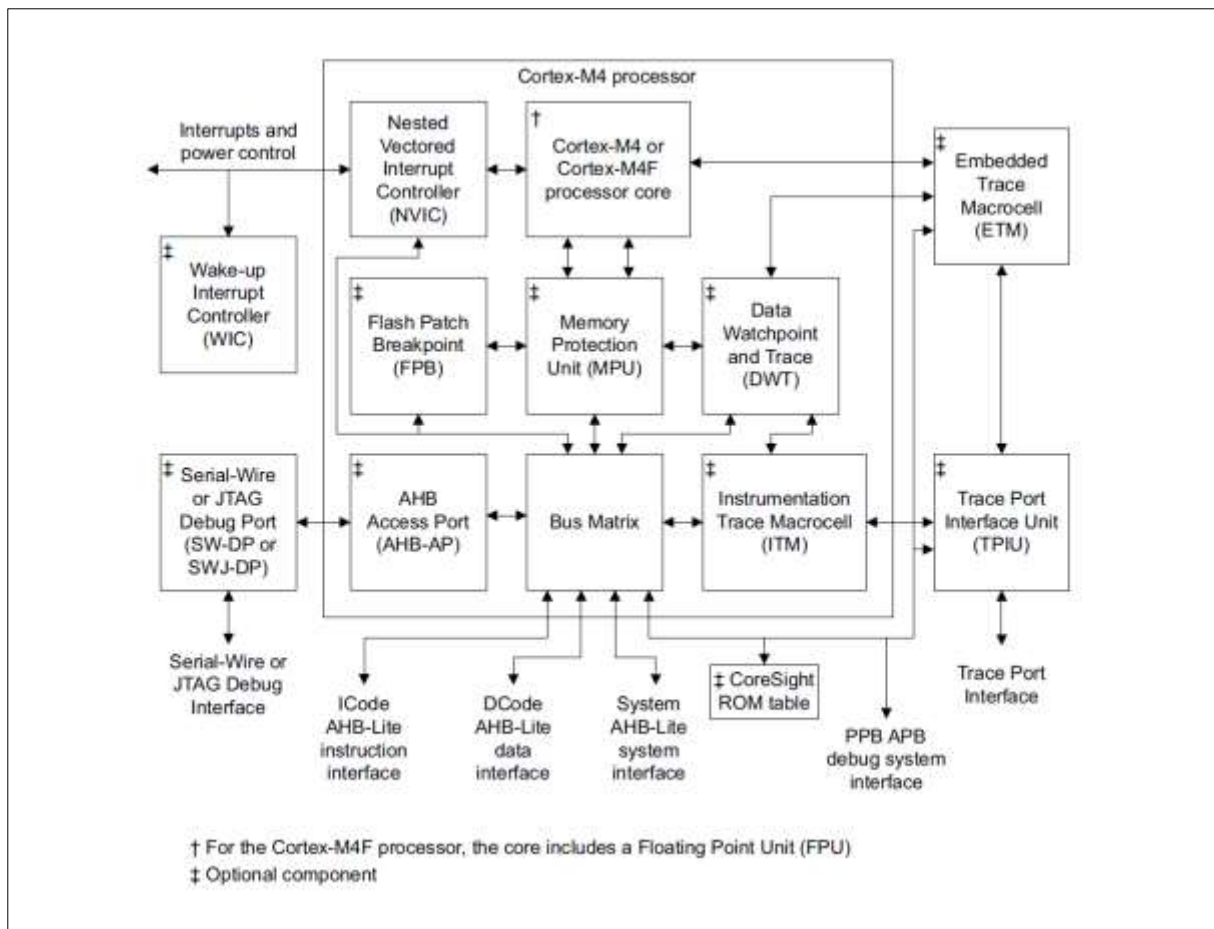 Cortex-M4 processor
Interrupts and
power control
Nested
Vectored
Interrupt
Controller
(NVIC)
†
Cortex-M4 or
Cortex-M4F
processor core
‡
Embedded
Trace
Macrocell
(ETM)
‡
Wake-up
Interrupt
Controller
(WIC)
‡
Flash Patch
Breakpoint
(FPB)
‡
Memory
Protection
Unit (MPU)
‡
Data
Watchpoint
and Trace
(DWT)
‡
Serial-Wire
or JTAG
Debug Port
(SW-DP or
SWJ-DP)
‡
AHB
Access Port
(AHB-AP)
Bus Matrix
‡
Instrumentation
Trace Macrocell
(ITM)
‡
Trace Port
Interface Unit
(TPIU)
Serial-Wire or
JTAG Debug
Interface
ICode
AHB-Lite
instruction
interface
DCode
AHB-Lite
data
interface
System
AHB-Lite
system
interface
‡ CoreSight
ROM table
PPB APB
debug system
interface
Trace Port
Interface
† For the Cortex-M4F processor, the core includes a Floating Point Unit (FPU)
‡ Optional component